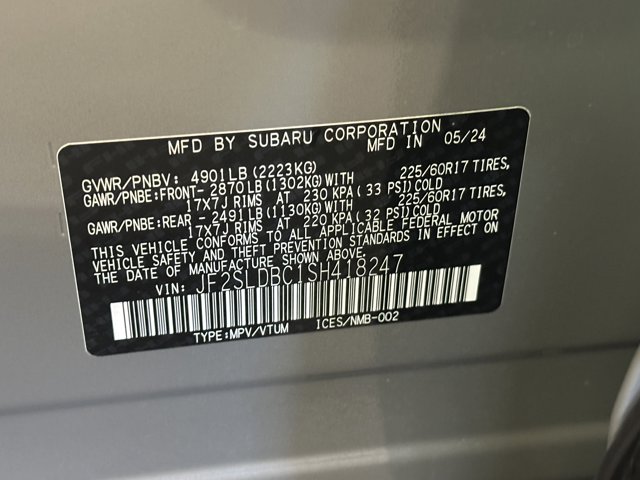 MFD BY SUBARU CORPORATION
MFD IN 05/24
GVWR/PNBV: 4901LB (2223KG)
GAWR/PNBE:FRONT- 2870LB (1302KG)WITH 225/60R17 TIRES,
17X7J RIMS AT 230 KPA( 33 PSI)COLD
GAWR/PNBE:REAR - 2491LB (1130KG)WITH 225/60R17 TIRES,
17X7J RIMS AT 220 KPA( 32 PSI)COLD
THIS VEHICLE CONFORMS TO ALL APPLICABLE FEDERAL MOTOR
VEHICLE SAFETY AND THEFT PREVENTION STANDARDS IN EFFECT ON
THE DATE OF MANUFACTURE SHOWN ABOVE.
VIN: JF2SLDBC1SH418247
TYPE:MPV/VTUM ICES/NMB-002